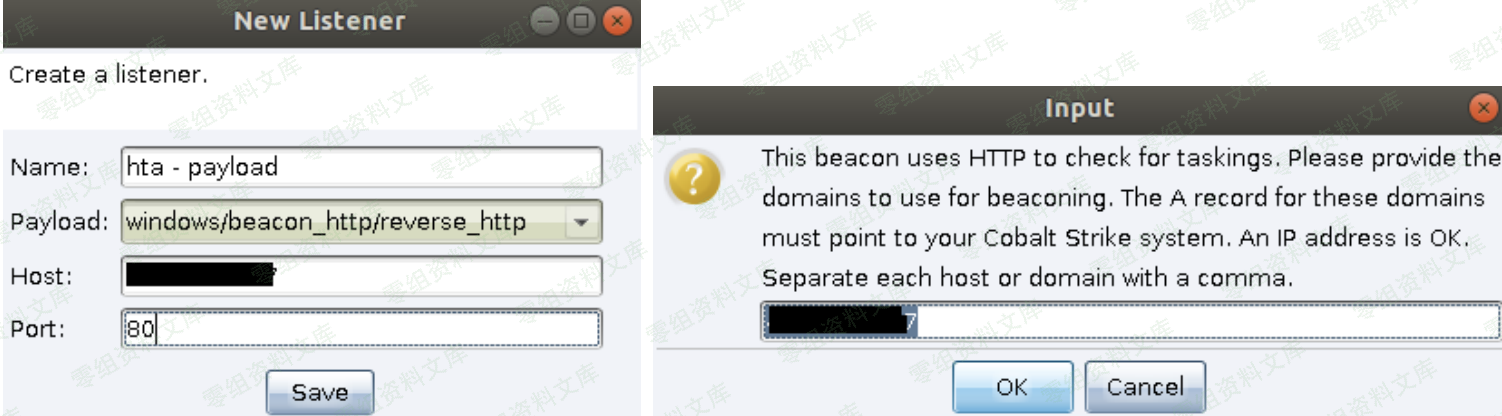 New Listener
Create a listener.
Name: hta - payload
Payload: windows/beacon_http/reverse_http
Host:
Port: 80
Save
Input
This beacon uses HTTP to check for taskings. Please provide the
domains to use for beaconing. The A record for these domains
must point to your Cobalt Strike system. An IP address is OK.
Separate each host or domain with a comma.
7
OK Cancel
零组资料文库